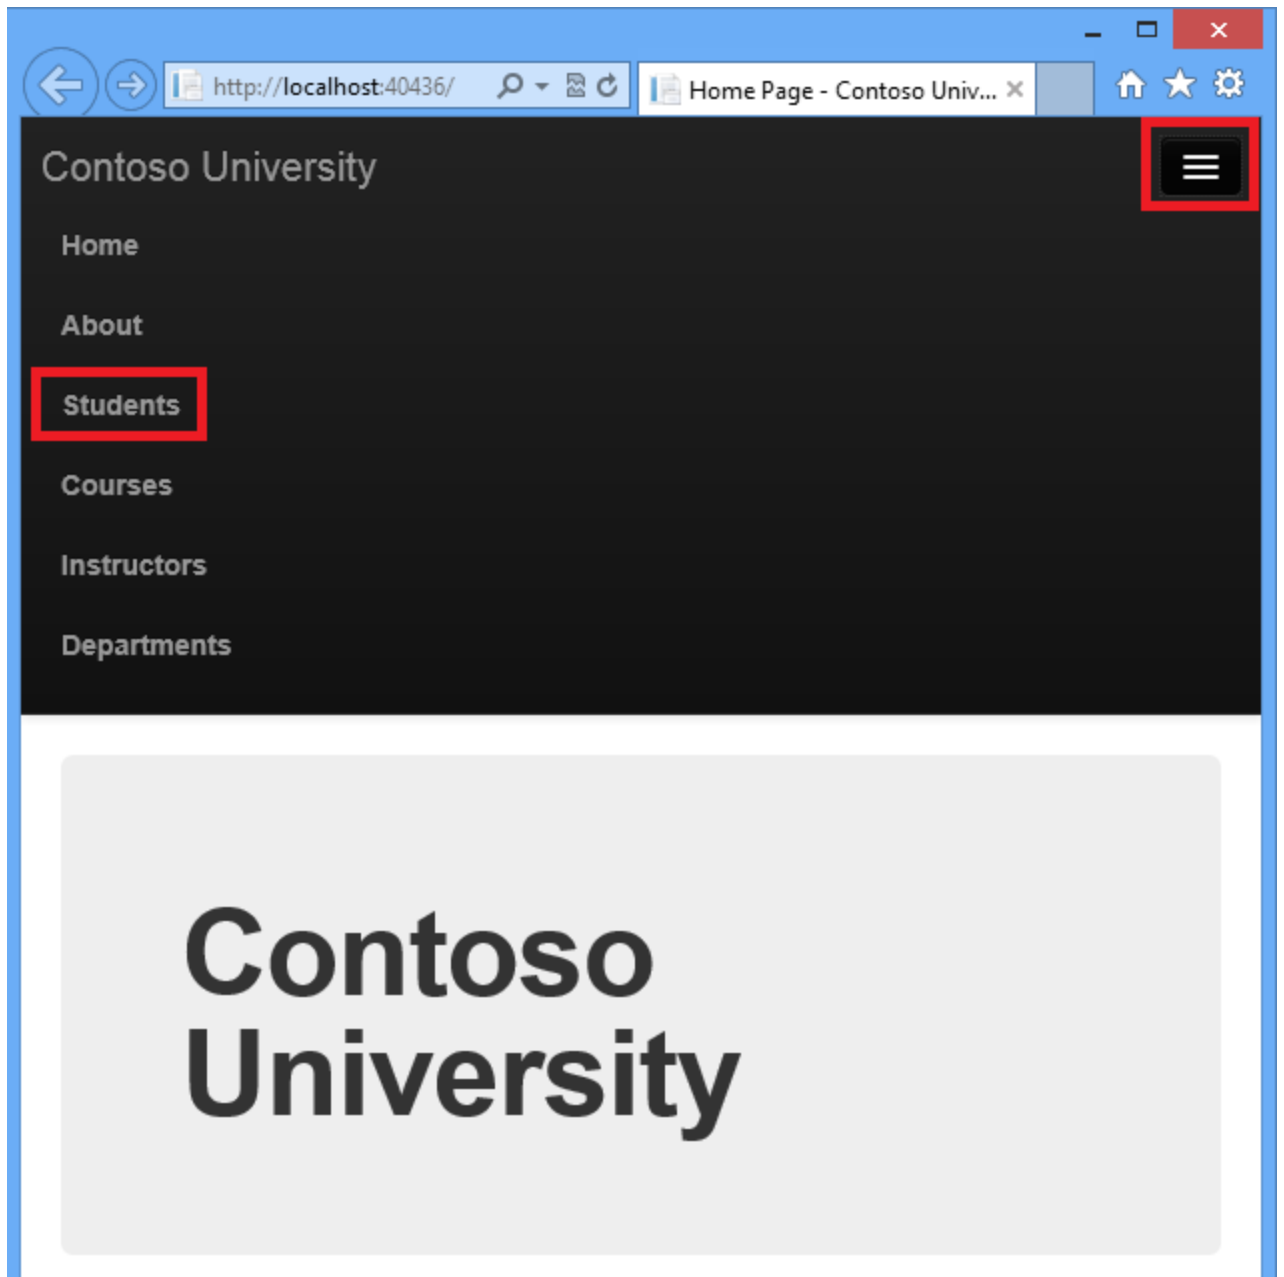 http://localhost:40436/
Home Page - Contoso Univ...
Contoso University
Home
About
Students
Courses
Instructors
Departments
Contoso
University